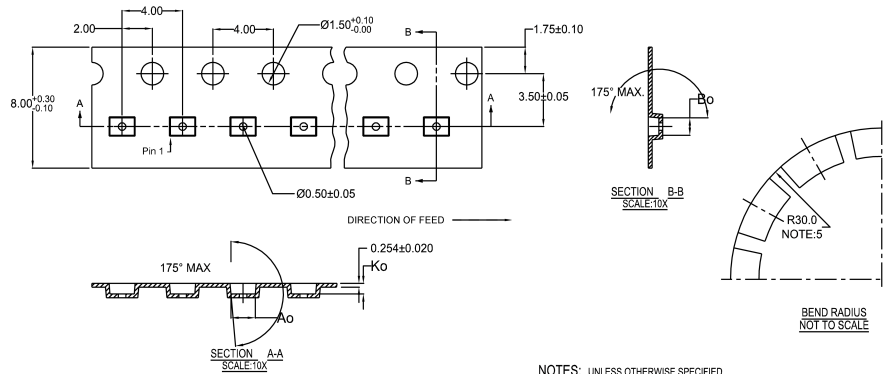 4.00
2.00
4.00
Ø1.50+0.10 -0.00
B
1.75±0.10
8.00+0.30 -0.10
A
A
3.50±0.05
Pin 1
B
Ø0.50±0.05
DIRECTION OF FEED
175° MAX.
Bo
SECTION B-B
SCALE:10X
R30.0
NOTE:5
BEND RADIUS
NOT TO SCALE
175° MAX
0.254±0.020
Ko
Ao
SECTION A-A
SCALE:10X
NOTES: UNLESS OTHERWISE SPECIFIED